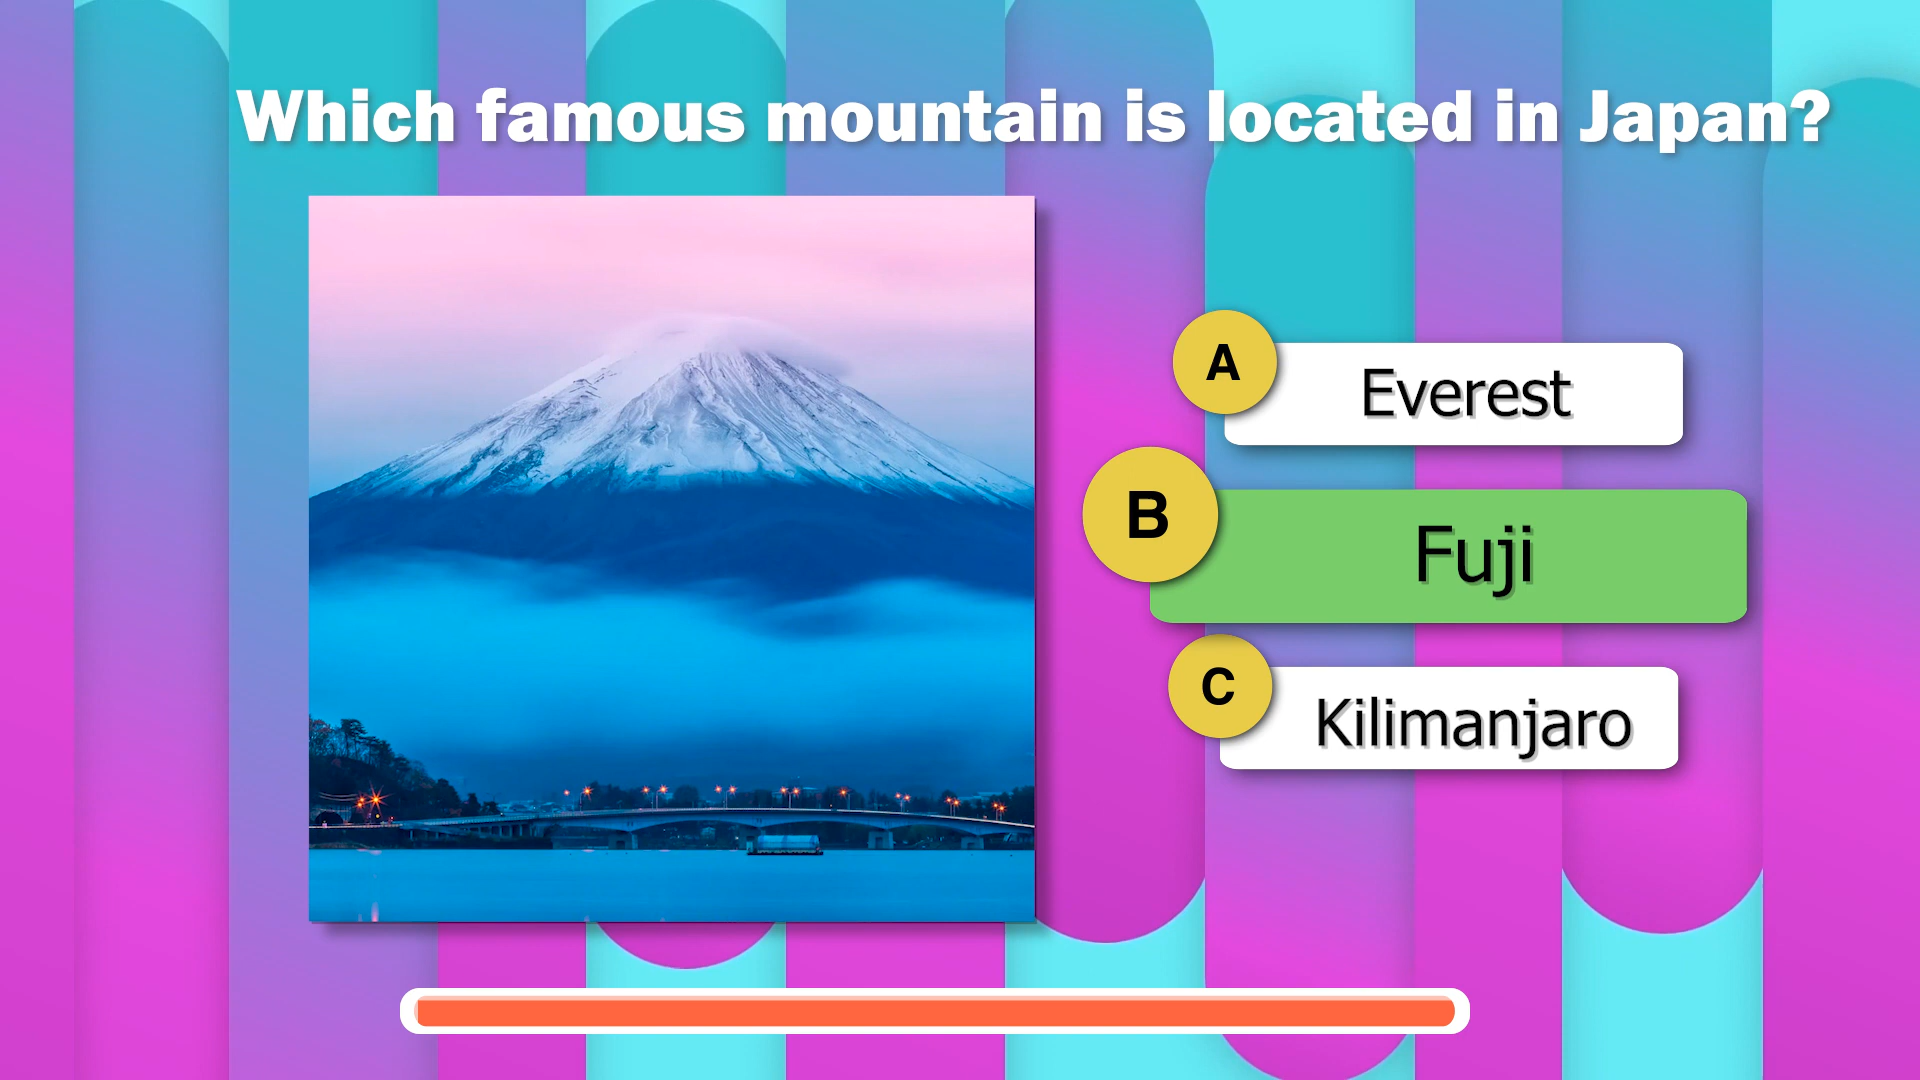 Which famous mountain is located in Japan?
A
Everest
B
Fuji
C
Kilimanjaro